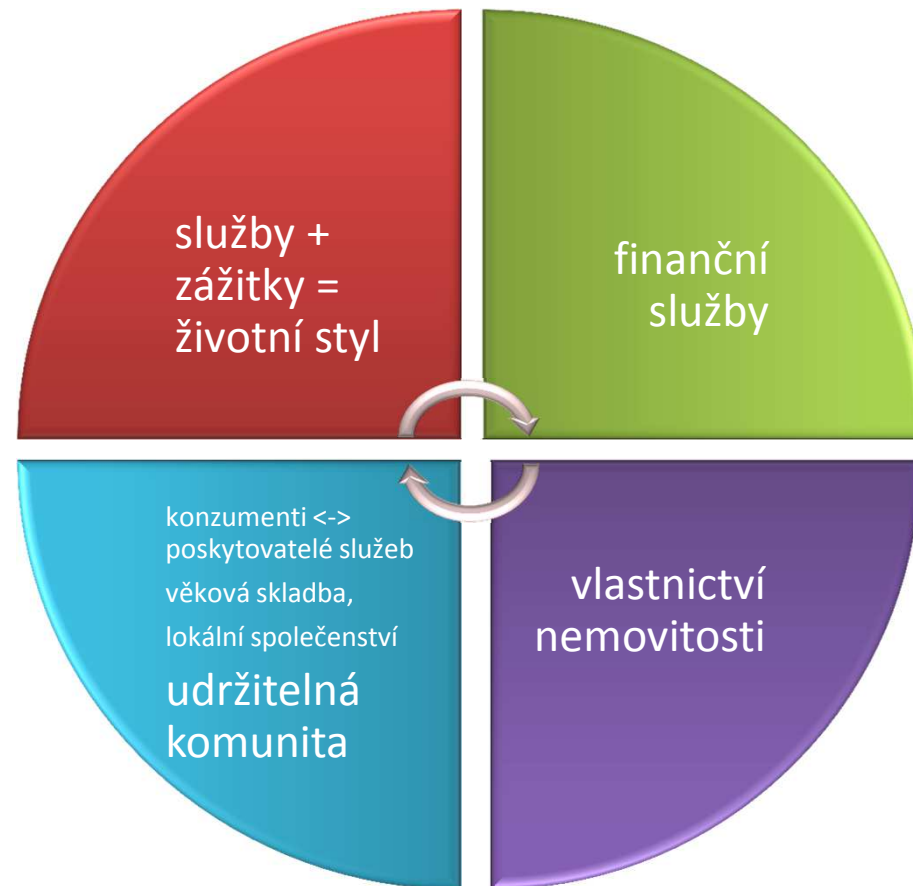 služby +
zážitky =
životní styl
finanční
služby
konzumenti <->
poskytovatelé služeb
věková skladba,
lokální společenství
udržitelná
komunita
vlastnictví
nemovitosti